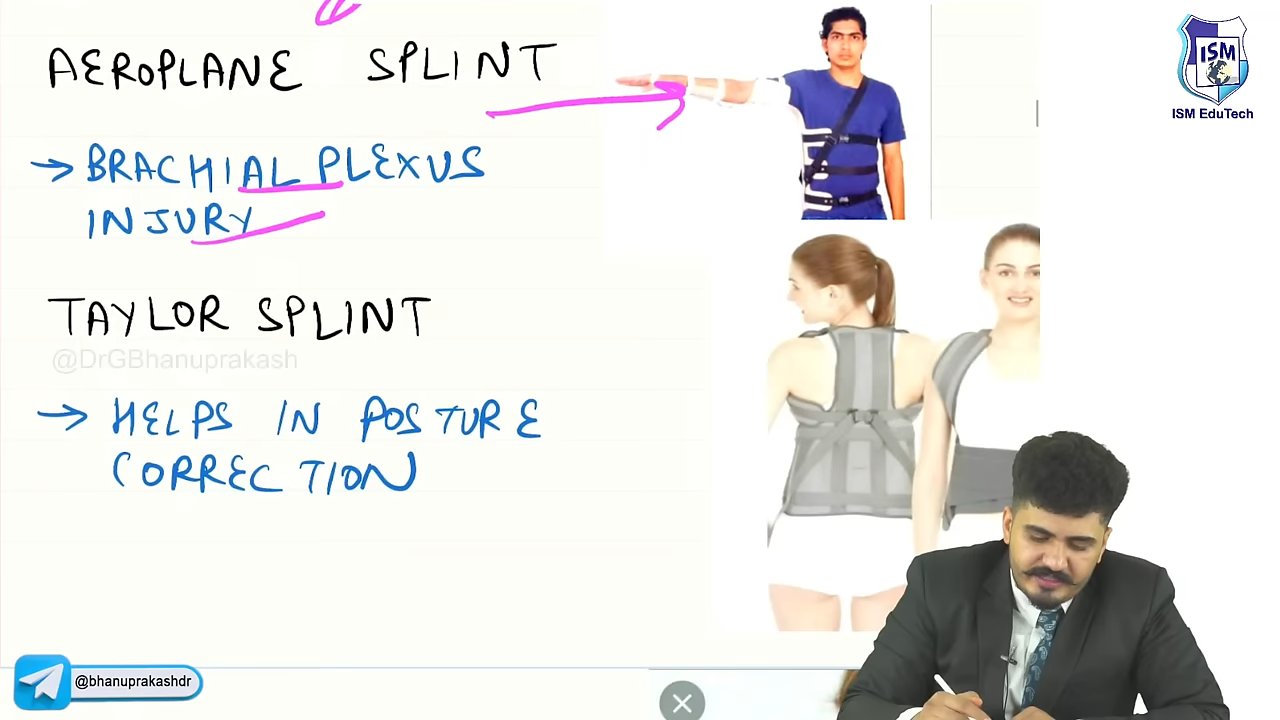 AEROPLANE SPLINT
→ BRACHIAL PLEXUS
INJURY
TAYLOR SPLINT
@DrGBhanuprakash
→ HELPS IN POSTURE
CORRECTION
@bhanuprakashdr
ISM
ISM EduTech